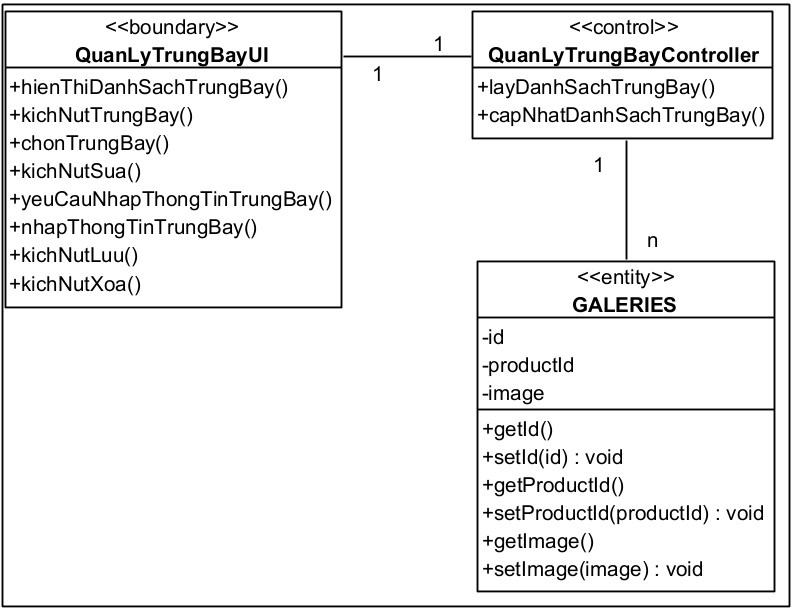 <<boundary>>
QuanLyTrungBayUI
+hienThiDanhSachTrungBay()
+kichNutTrungBay()
+chonTrungBay()
+kichNutSua()
+yeuCauNhapThongTinTrungBay()
+nhapThongTinTrungBay()
+kichNutLuu()
+kichNutXoa()
1
1
<<control>>
QuanLyTrungBayController
+layDanhSachTrungBay()
+capNhatDanhSachTrungBay()
1
n
<<entity>>
GALERIES
-id
-productId
-image
+getId()
+setId(id) : void
+getProductId()
+setProductId(productId) : void
+getImage()
+setImage(image) : void